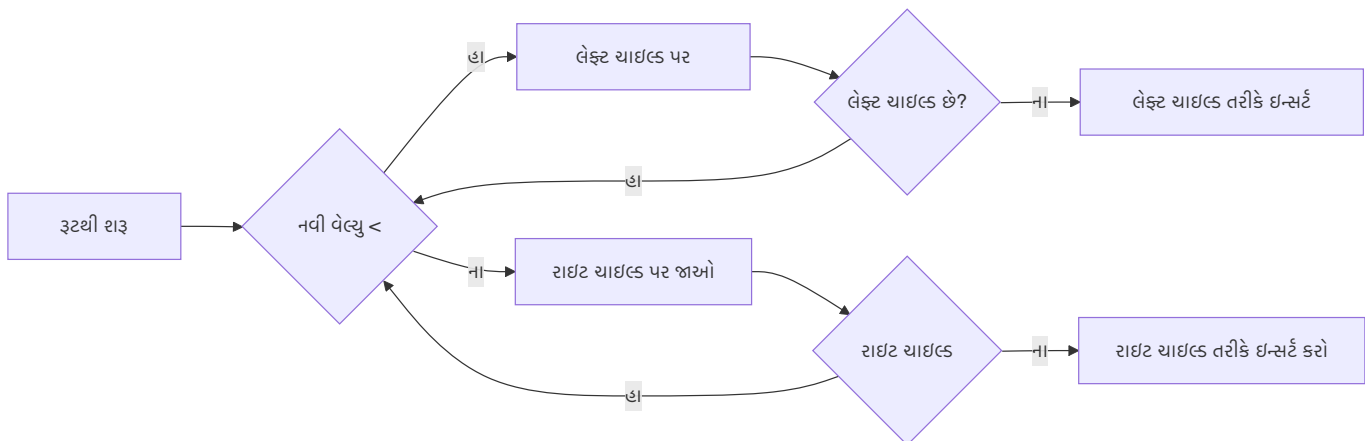 રૂટથી શરૂ
નવી વેલ્યુ <
હા
લેફ્ટ ચાઇલ્ડ પર
લેફ્ટ ચાઇલ્ડ છે?
ના
લેફ્ટ ચાઇલ્ડ તરીકે ઇન્સર્ટ
હા
ના
રાઇટ ચાઇલ્ડ પર જાઓ
રાઇટ ચાઇલ્ડ
ના
રાઇટ ચાઇલ્ડ તરીકે ઇન્સર્ટ કરો
હા